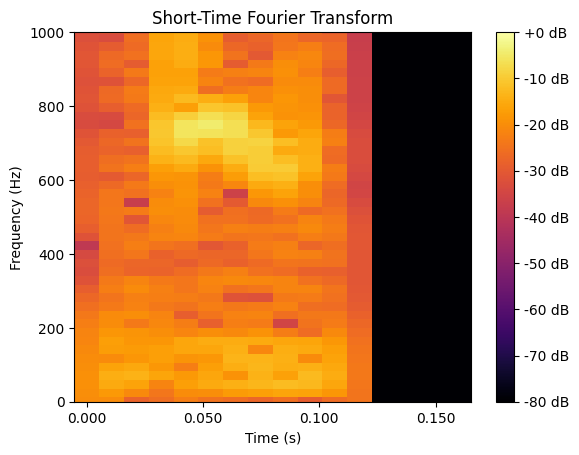 Short-Time Fourier Transform
1000
800
600
400
200
0
Frequency (Hz)
0.000
0.050
0.100
0.150
Time (s)
+0 dB
-10 dB
-20 dB
-30 dB
-40 dB
-50 dB
-60 dB
-70 dB
-80 dB